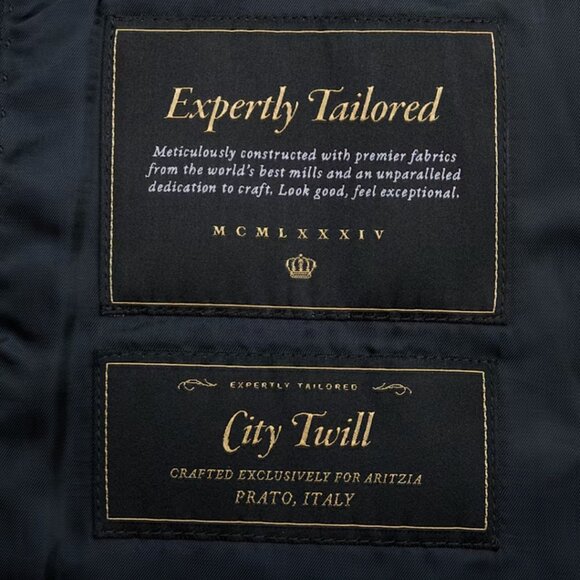 Expertly Tailored
Meticulously constructed with premier fabrics
from the world's best mills and an unparalleled
dedication to craft. Look good, feel exceptional.
MCMLXXXIV
EXPERTLY TAILORED
City Twill
CRAFTED EXCLUSIVELY FOR ARITZIA
PRATO, ITALY